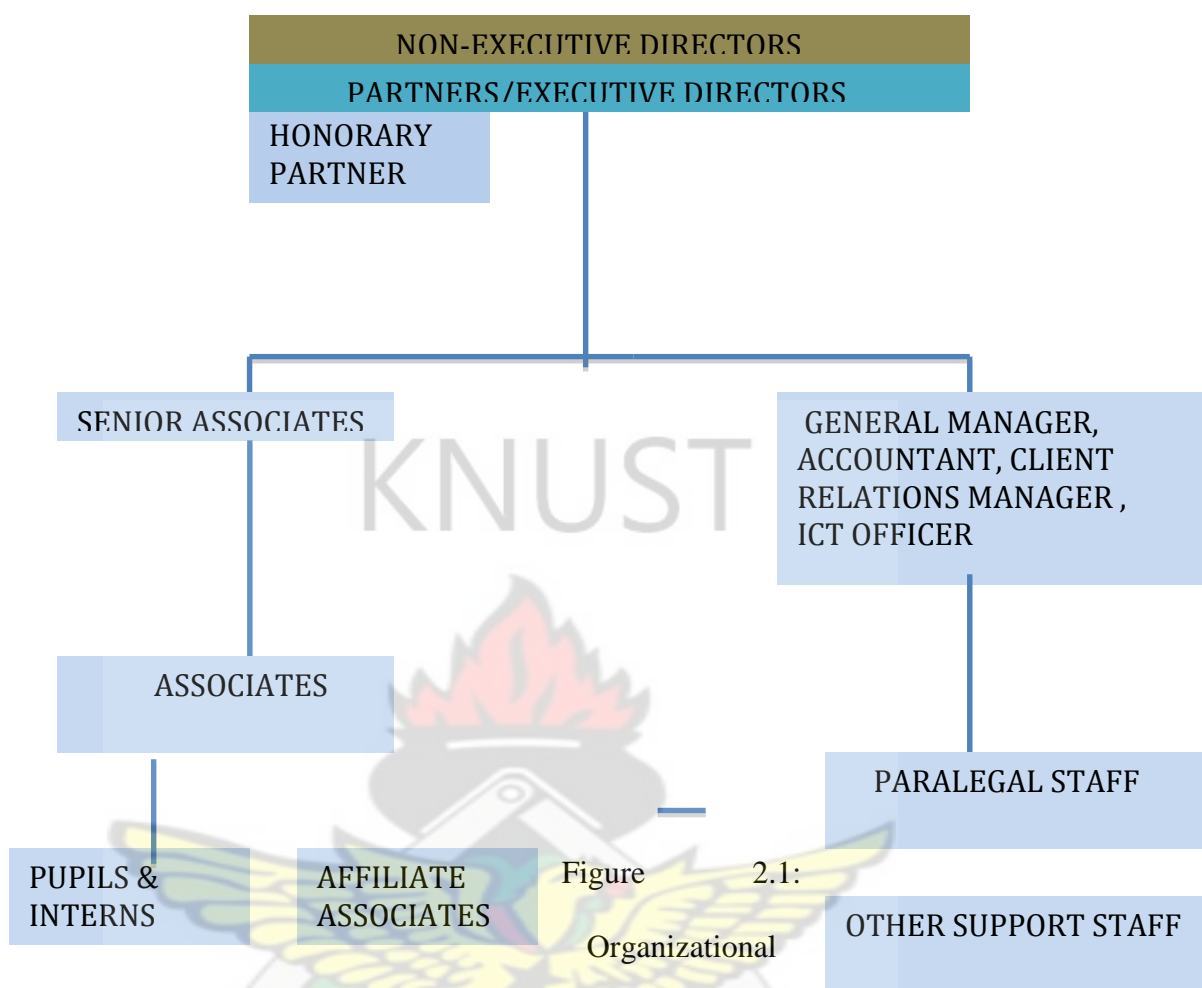 NON-EXECUTIVE DIRECTORS
PARTNERS/EXECUTIVE DIRECTORS
HONORARY
PARTNER
SENIOR ASSOCIATES
GENERAL MANAGER,
ACCOUNTANT, CLIENT
RELATIONS MANAGER ,
ICT OFFICER
KNUST
ASSOCIATES
PARALEGAL STAFF
PUPILS &
INTERNS
AFFILIATE
ASSOCIATES
Figure 2.1:
Organizational
OTHER SUPPORT STAFF